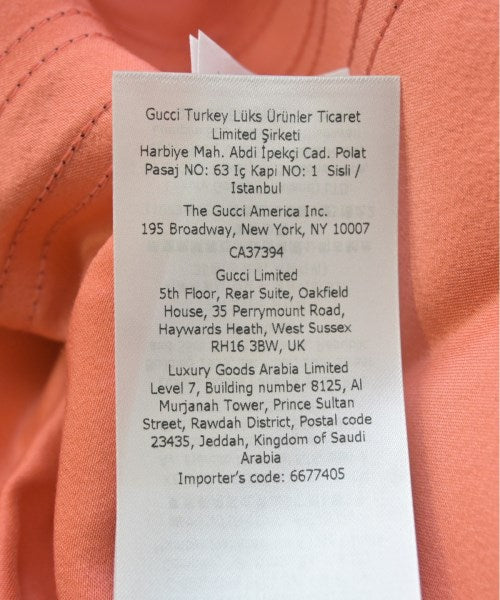 Gucci Turkey Lüks Ürünler Ticaret
Limited Şirketi
Harbiye Mah. Abdi İpekçi Cad. Polat
Pasaj NO: 63 Iç Kapı NO: 1 Sisli /
Istanbul
The Gucci America Inc.
195 Broadway, New York, NY 10007
CA37394
Gucci Limited
5th Floor, Rear Suite, Oakfield
House, 35 Perrymount Road,
Haywards Heath, West Sussex
RH16 3BW, UK
Luxury Goods Arabia Limited
Level 7, Building number 8125, Al
Murjanah Tower, Prince Sultan
Street, Rawdah District, Postal code
23435, Jeddah, Kingdom of Saudi
Arabia
Importer's code: 6677405